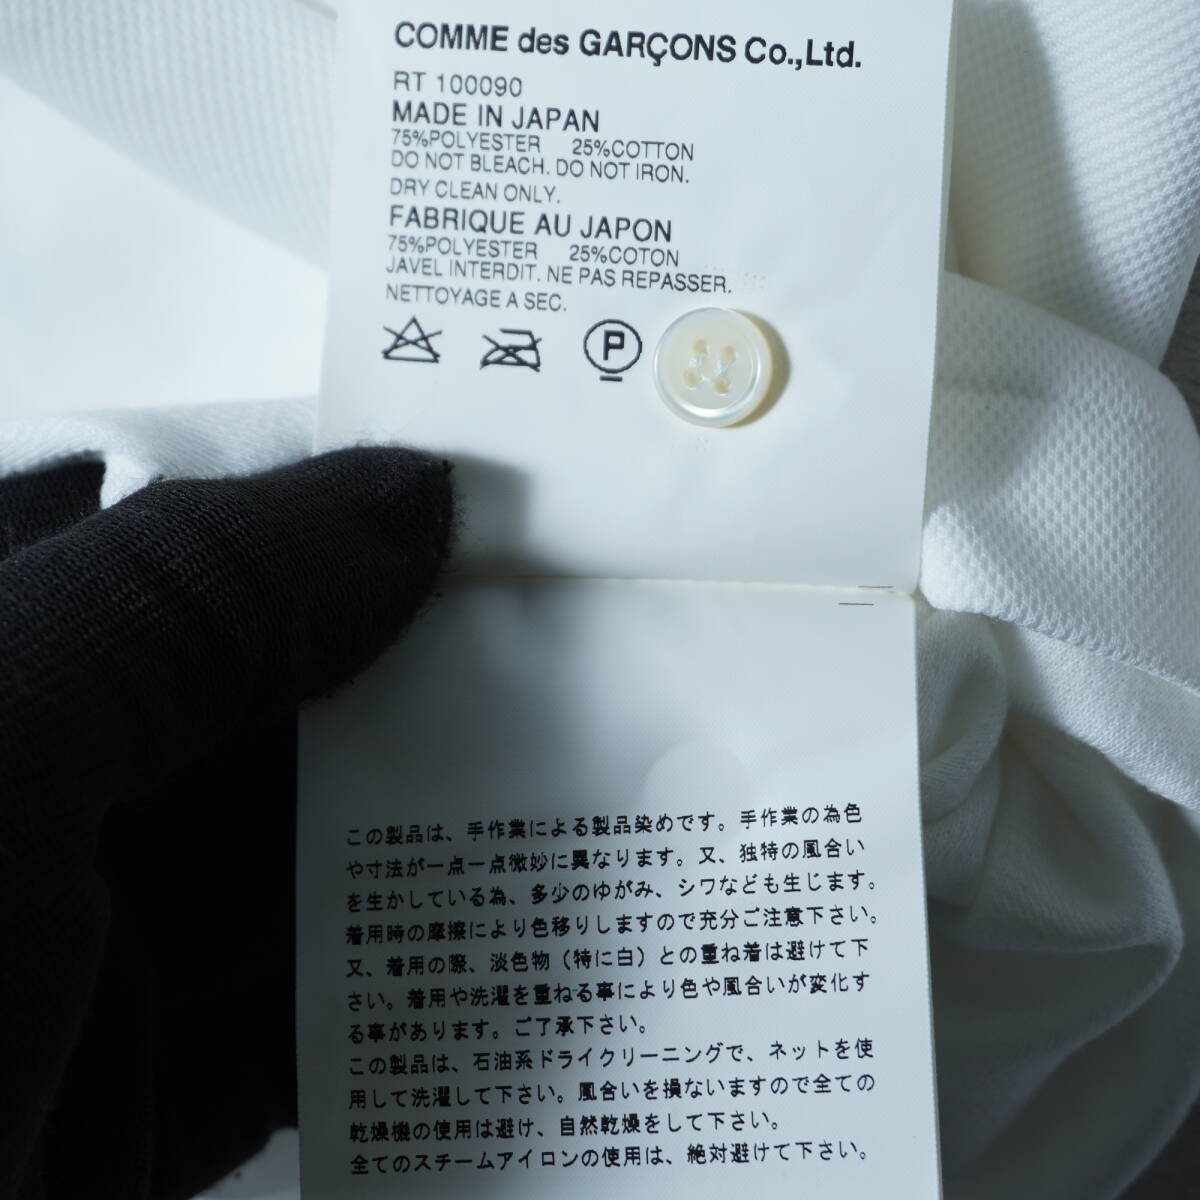 COMME des GARÇONS Co.,Ltd.
RT 100090
MADE IN JAPAN
75%POLYESTER 25%COTTON
DO NOT BLEACH. DO NOT IRON.
DRY CLEAN ONLY.
FABRIQUE AU JAPON
75%POLYESTER 25%COTON
JAVEL INTERDIT. NE PAS REPASSER.
NETTOYAGE A SEC.
P
この製品は、手作業による製品染めです。手作業の為色
や寸法が一点一点微妙に異なります。又、独特の風合い
を生かしている為、多少のゆがみ、シワなども生じます。
着用時の摩擦により色移りしますので充分ご注意下さい。
又、着用の際、淡色物（特に白）との重ね着は避けて下
さい。着用や洗濯を重ねる事により色や風合いが変化す
る事があります。ご了承下さい。
この製品は、石油系ドライクリーニングで、ネットを使
用して洗濯して下さい。風合いを損ないますので全ての
乾燥機の使用は避け、自然乾燥をして下さい。
全てのスチームアイロンの使用は、絶対避けて下さい。